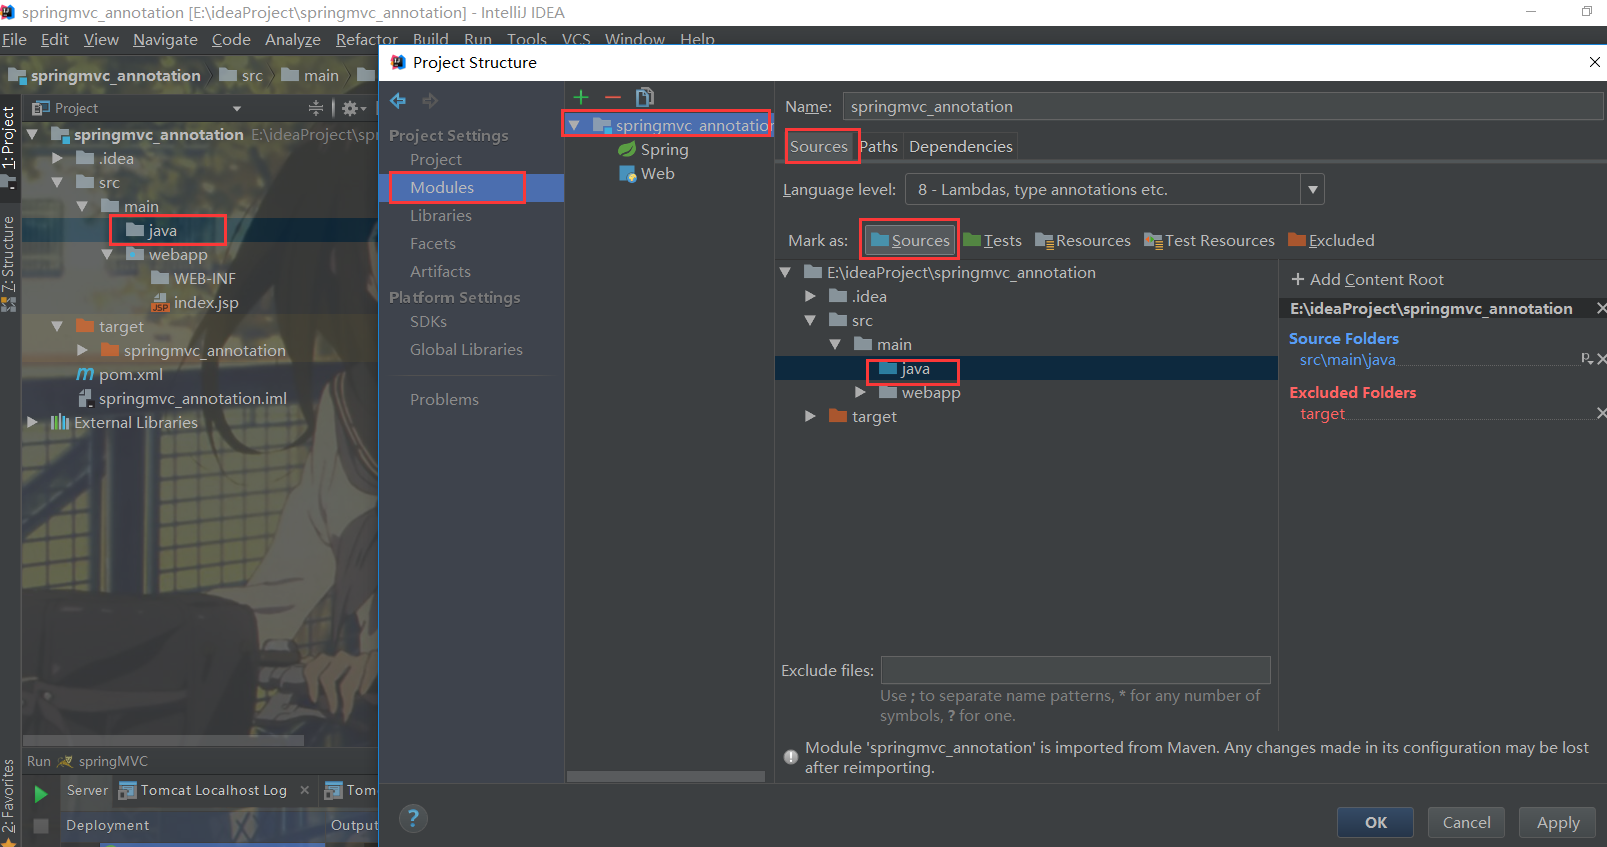 springmvc_annotation [E:\ideaProject\springmvc_annotation] - IntelliJ IDEA
File Edit View Navigate Code Analyze Refactor Build Run Tools VCS Window Help
springmvc_annotation src main
Project
springmvc_annotation E:\ideaProject\spr
.idea
src
main
java
webapp
WEB-INF
JSP index.jsp
target
springmvc_annotation
m pom.xml
springmvc_annotation.iml
External Libraries
1: Project
7: Structure
2: Favorites
Run springMVC
Server Tomcat Localhost Log Tom
Deployment Output
Project Structure
Project Settings
Project
Modules
Libraries
Facets
Artifacts
Platform Settings
SDKs
Global Libraries
Problems
springmvc_annotation
Spring
Web
Name: springmvc_annotation
Sources Paths Dependencies
Language level: 8 - Lambdas, type annotations etc.
Mark as: Sources Tests Resources Test Resources Excluded
E:\ideaProject\springmvc_annotation
.idea
src
main
java
webapp
target
+ Add Content Root
E:\ideaProject\springmvc_annotation
Source Folders
src\main\java
Excluded Folders
target
Exclude files:
Use ; to separate name patterns, * for any number of
symbols, ? for one.
Module 'springmvc_annotation' is imported from Maven. Any changes made in its configuration may be lost
after reimporting.
?
OK Cancel Apply